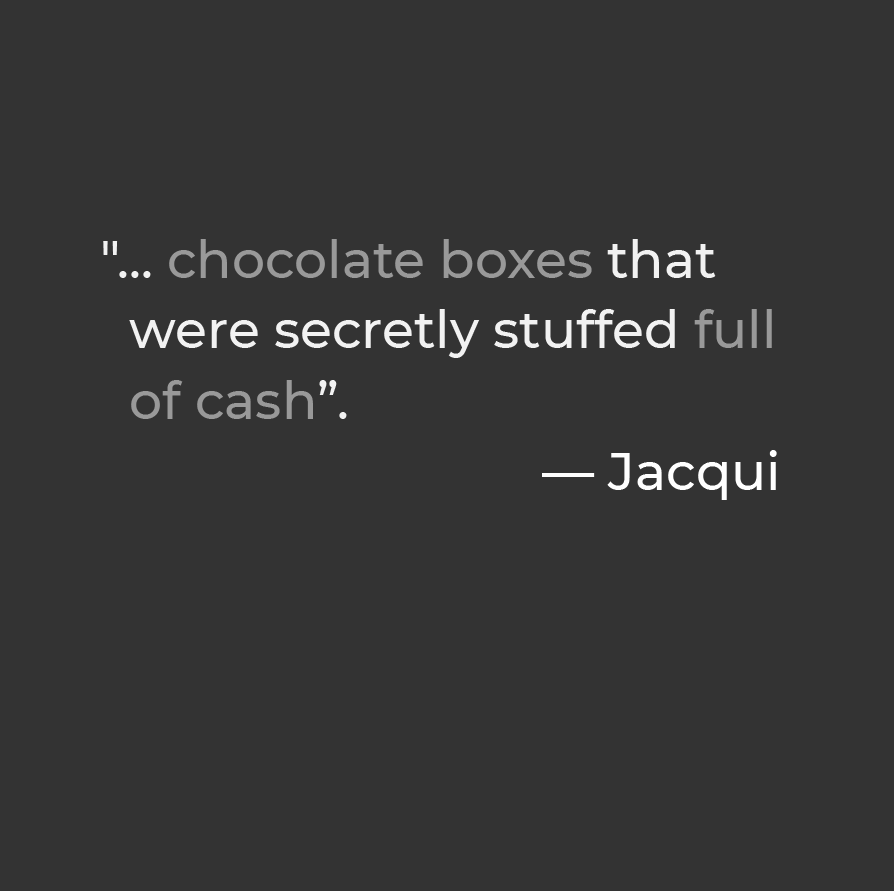 "... chocolate boxes that
were secretly stuffed full
of cash”.
— Jacqui